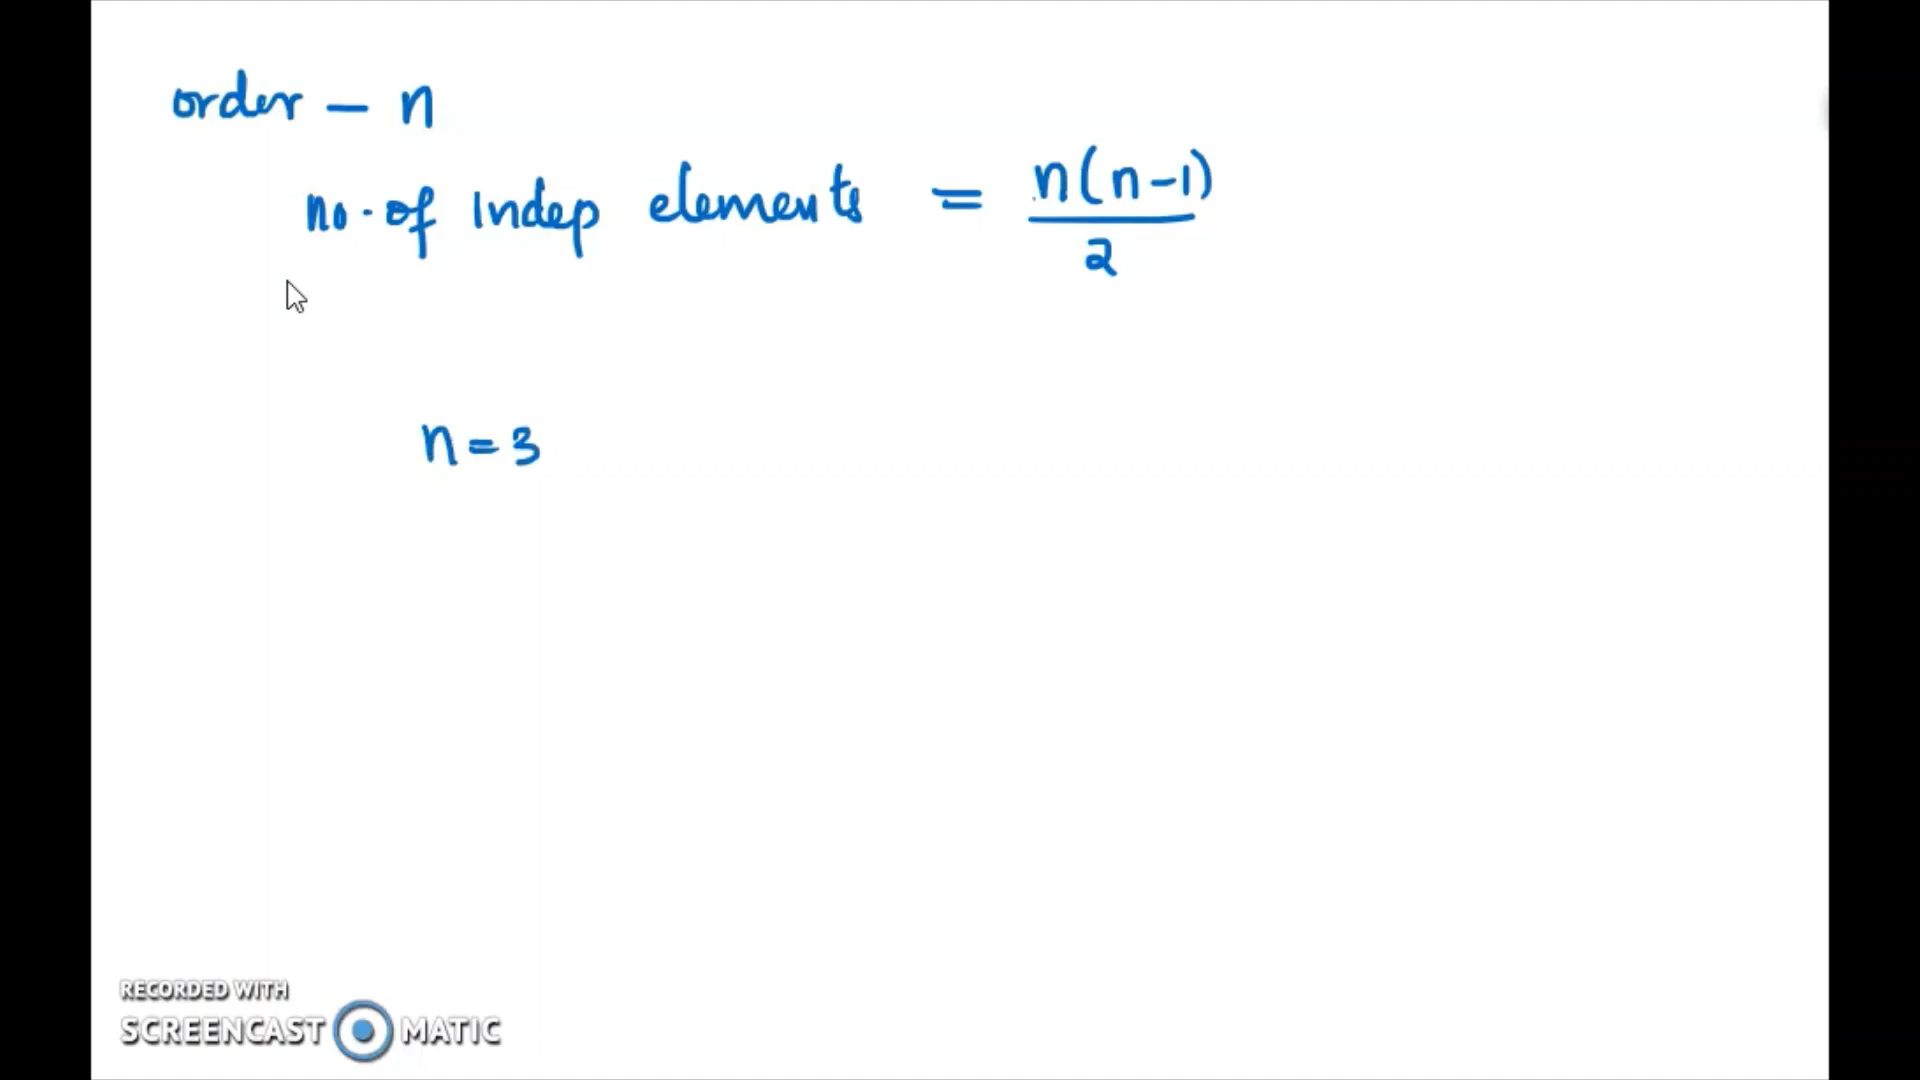 order - n
no. of indep elements = n(n-1)/2
n = 3
RECORDED WITH
SCREENCAST MATIC